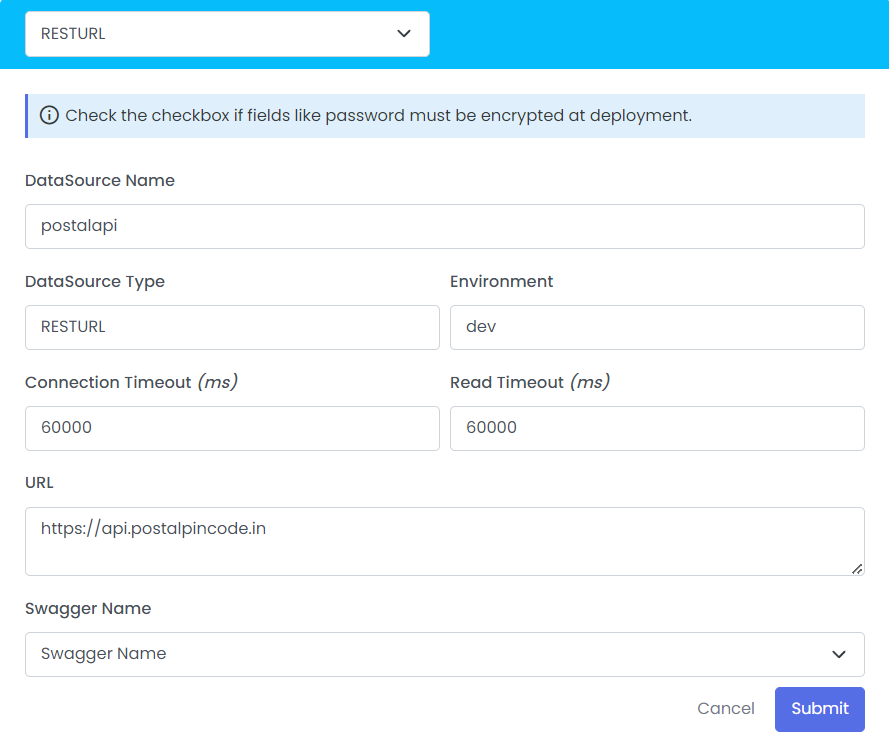 RESTURL
Check the checkbox if fields like password must be encrypted at deployment.
DataSource Name
postalapi
DataSource Type
Environment
RESTURL
dev
Connection Timeout (ms)
Read Timeout (ms)
60000
60000
URL
https://api.postalpincode.in
Swagger Name
Swagger Name
Cancel
Submit